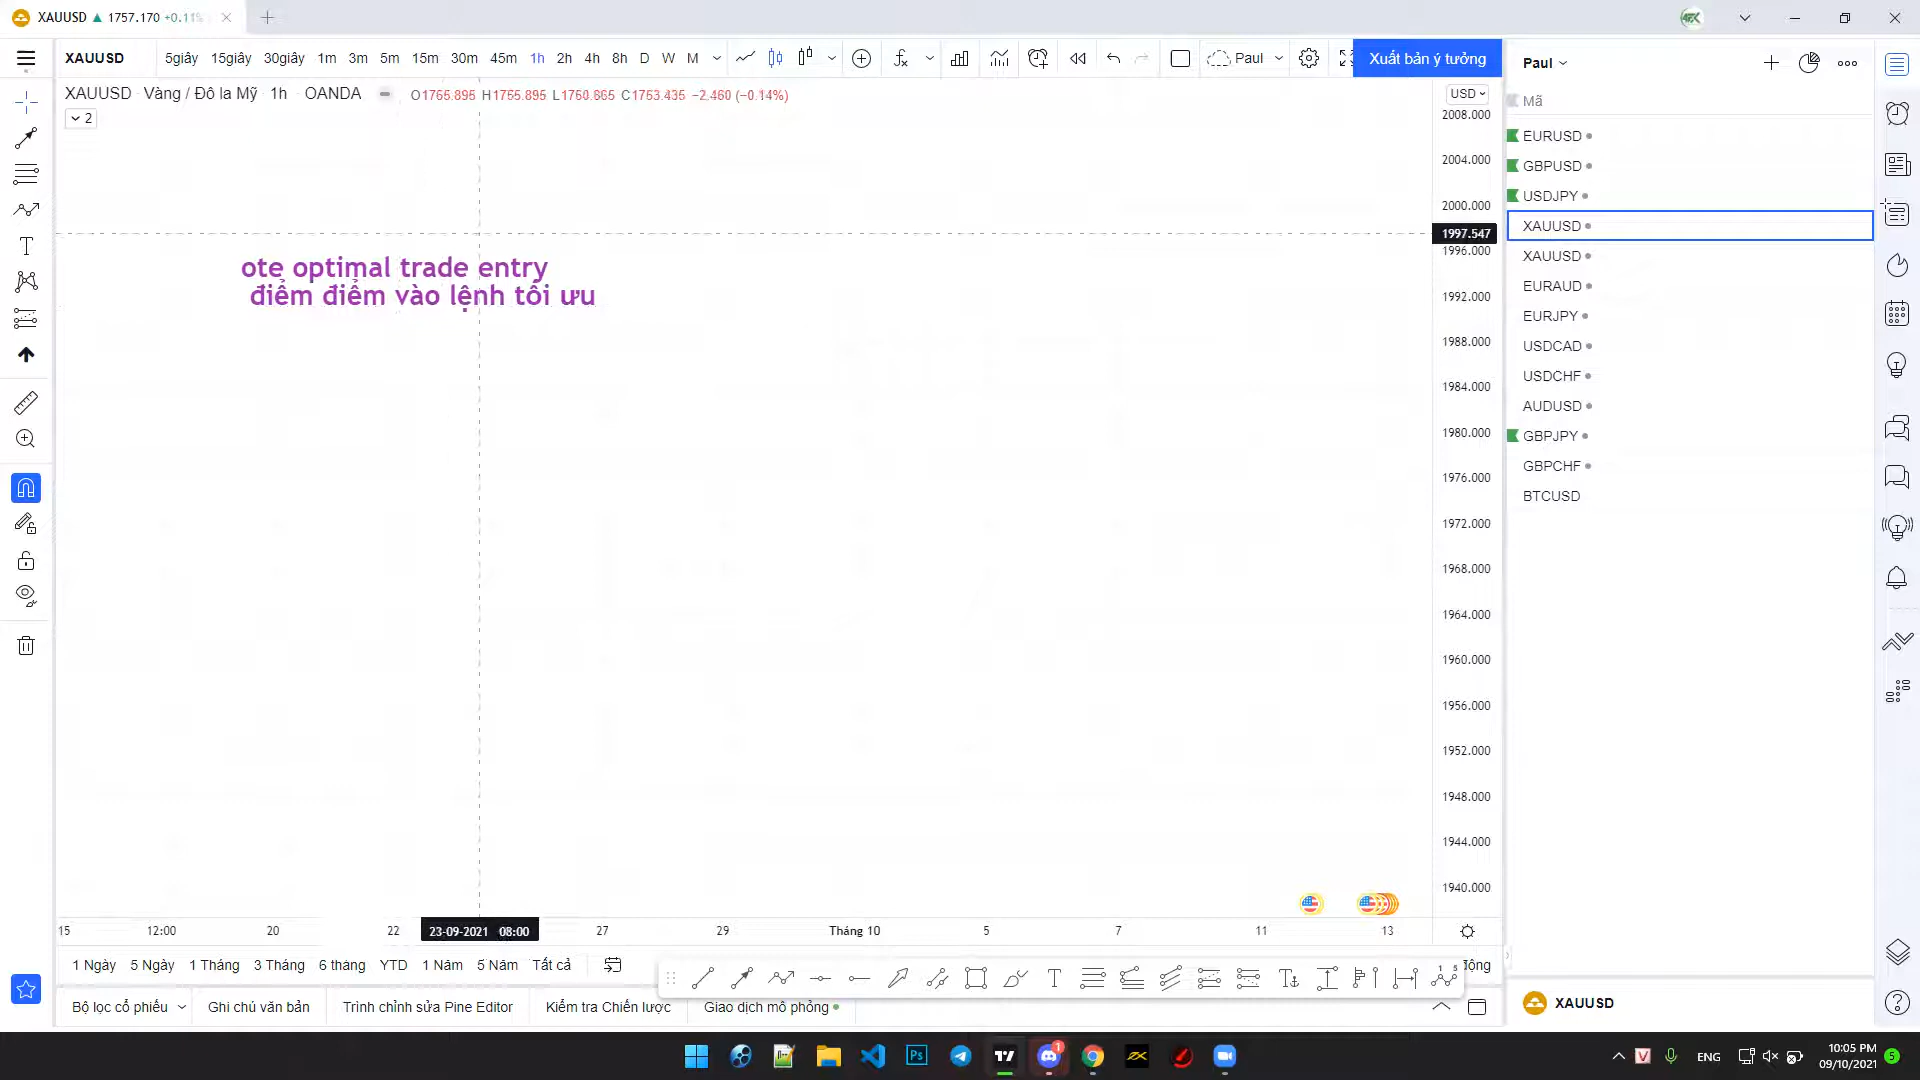 XAUUSD 1757.170 +0.11%
XAUUSD 5giây 15giây 30giây 1m 3m 5m 15m 30m 45m 1h 2h 4h 8h D W M Paul Xuất bản ý tưởng
XAUUSD Vàng / Đô la Mỹ 1h OANDA O1755.895 H1755.895 L1750.665 C1753.435 −2.460 (−0.14%)
2
USD
2008.000
2004.000
2000.000
1997.547
1996.000
1992.000
1988.000
1984.000
1980.000
1976.000
1972.000
1968.000
1964.000
1960.000
1956.000
1952.000
1948.000
1944.000
1940.000
ote optimal trade entry
điểm điểm vào lệnh tối ưu
15 12:00 20 22 23-09-2021 08:00 27 29 Tháng 10 5 7 11 13
1 Ngày 5 Ngày 1 Tháng 3 Tháng 6 tháng YTD 1 Năm 5 Năm Tất cả
động
Bộ lọc cổ phiếu Ghi chú văn bản Trình chỉnh sửa Pine Editor Kiểm tra Chiến lược Giao dịch mô phỏng
Paul
Mã
EURUSD
GBPUSD
USDJPY
XAUUSD
XAUUSD
EURAUD
EURJPY
USDCAD
USDCHF
AUDUSD
GBPJPY
GBPCHF
BTCUSD
XAUUSD
ENG
10:05 PM
09/10/2021
5